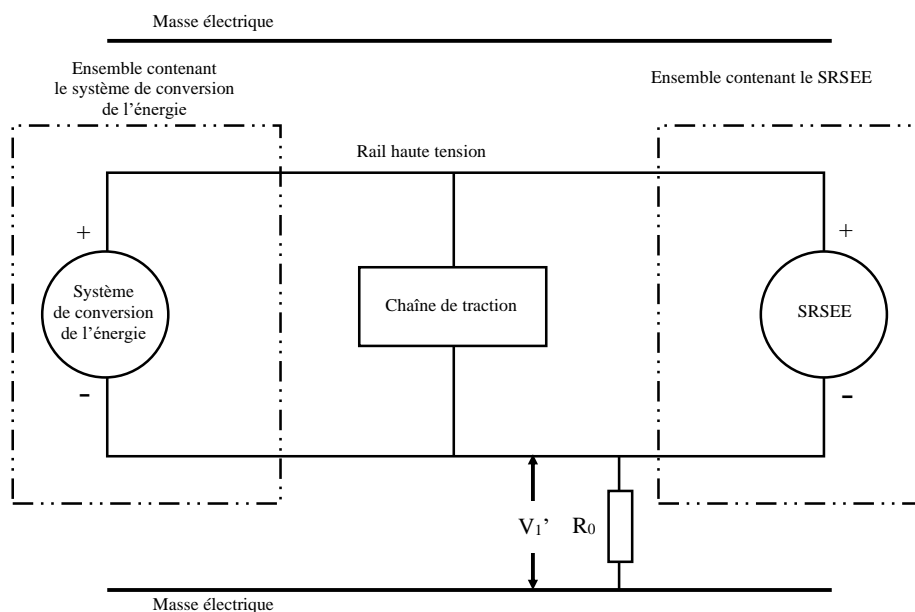 Masse électrique
Ensemble contenant
le système de conversion
de l’énergie
Ensemble contenant le SRSEE
Rail haute tension
+
+
Système
de conversion
de l’énergie
Chaîne de traction
SRSEE
-
-
V₁’
R₀
Masse électrique